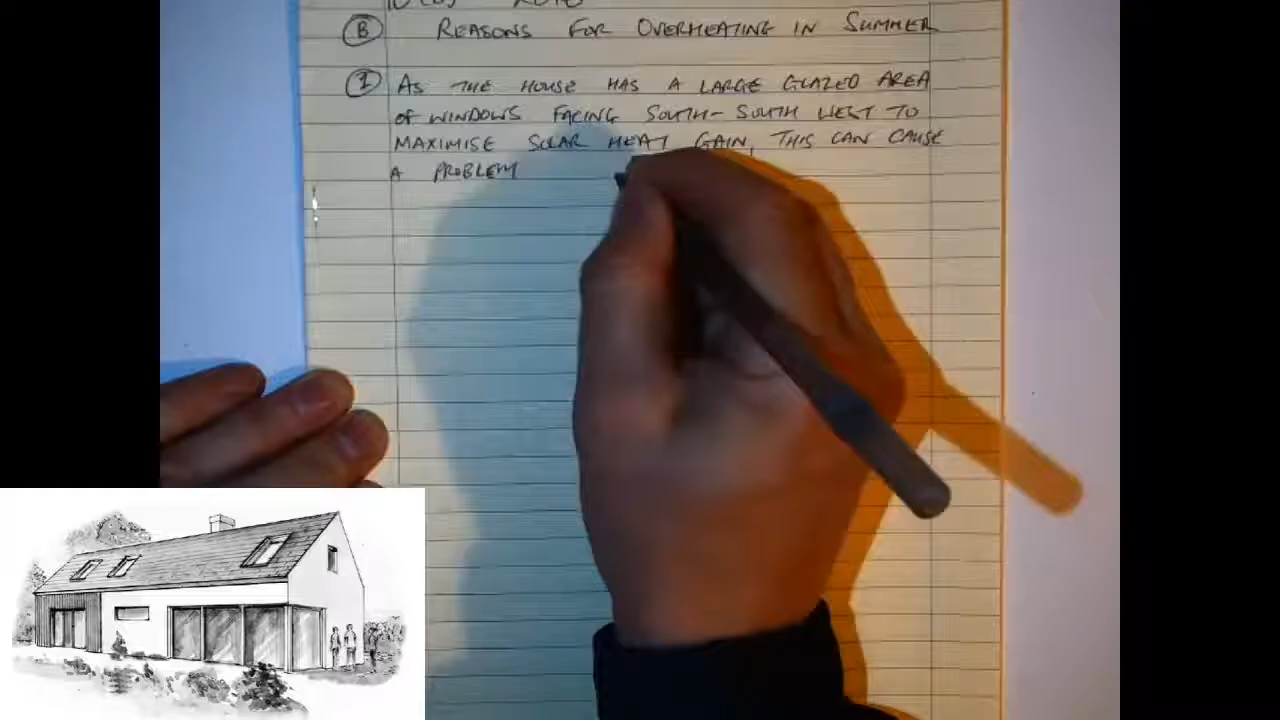 Ⓑ REASONS FOR OVERHEATING IN SUMMER
① AS THE HOUSE HAS A LARGE GLAZED AREA
OF WINDOWS FACING SOUTH-SOUTH WEST TO
MAXIMISE SOLAR HEAT GAIN, THIS CAN CAUSE
A PROBLEM